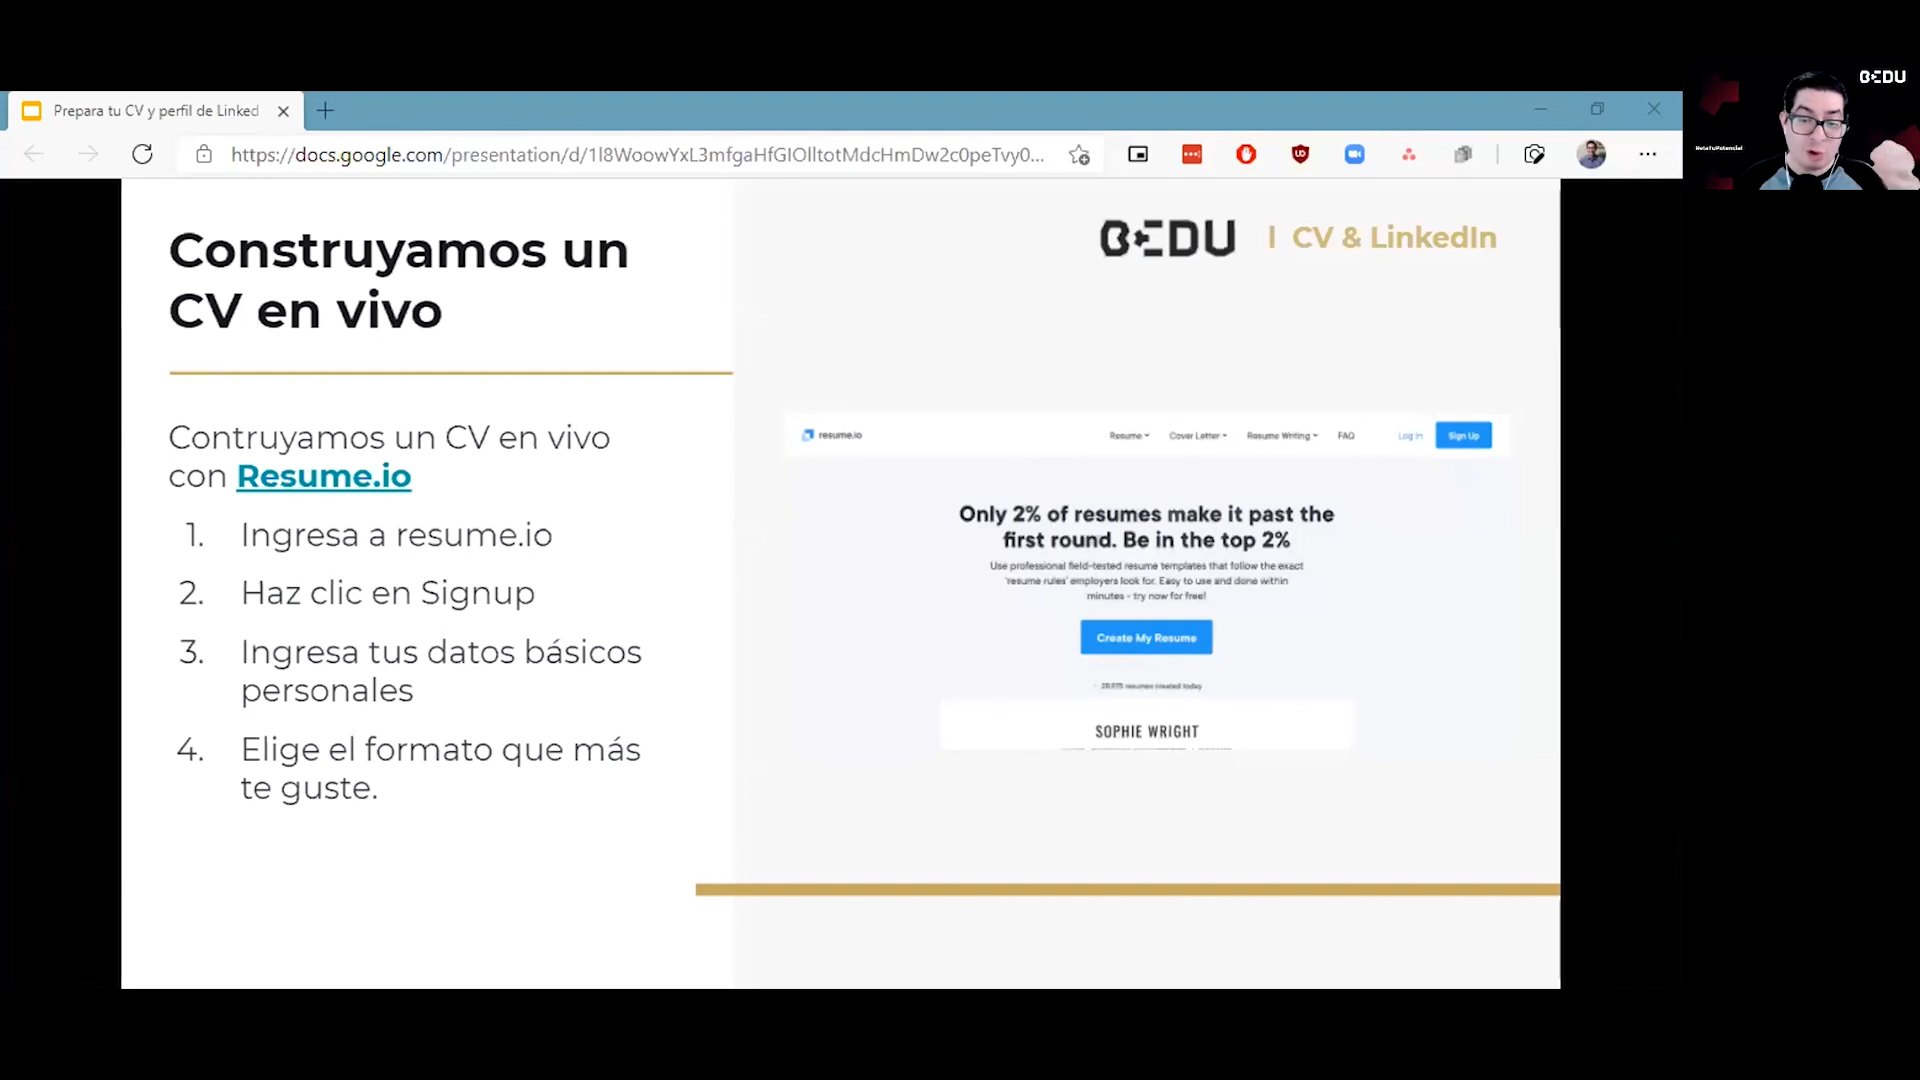 Prepara tu CV y perfil de Linked
https://docs.google.com/presentation/d/1l8WoowYxL3mfgaHfGIOlltotMdcHmDw2c0peTvy0...
BEDU
BEDU | CV & LinkedIn
Construyamos un
CV en vivo
Contruyamos un CV en vivo
con Resume.io
1. Ingresa a resume.io
2. Haz clic en Signup
3. Ingresa tus datos básicos
personales
4. Elige el formato que más
te guste.
resume.io Resume Cover Letter Resume Writing FAQ Log In Sign Up
Only 2% of resumes make it past the
first round. Be in the top 2%
Use professional field-tested resume templates that follow the exact
'resume rules' employers look for. Easy to use and done within
minutes - try now for free!
Create My Resume
resumes created today
SOPHIE WRIGHT